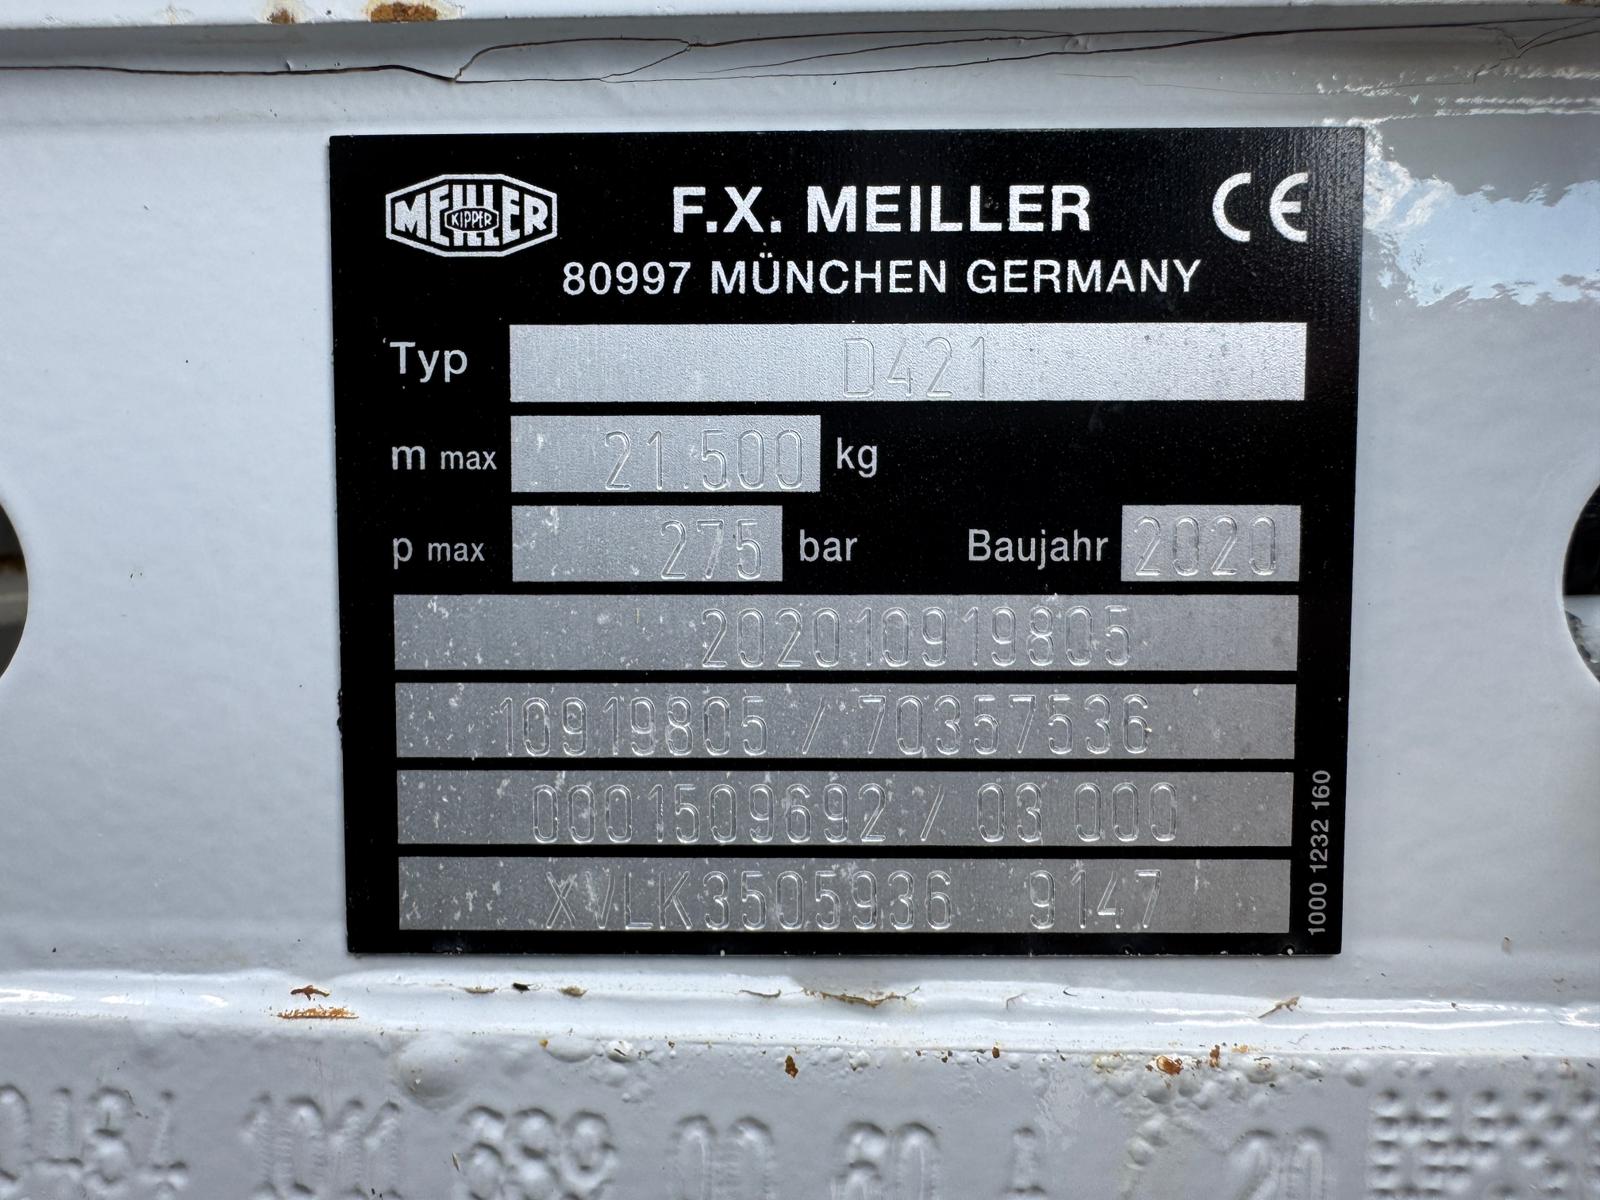 MEILLER
KIPPER
F.X. MEILLER CE
80997 MÜNCHEN GERMANY
Typ D421
m max 21.500 kg
p max 275 bar Baujahr 2020
202010919805
10919805 / 70357536
0001509692 / 03 000
XVLK3505936 9147
1000 1232 160